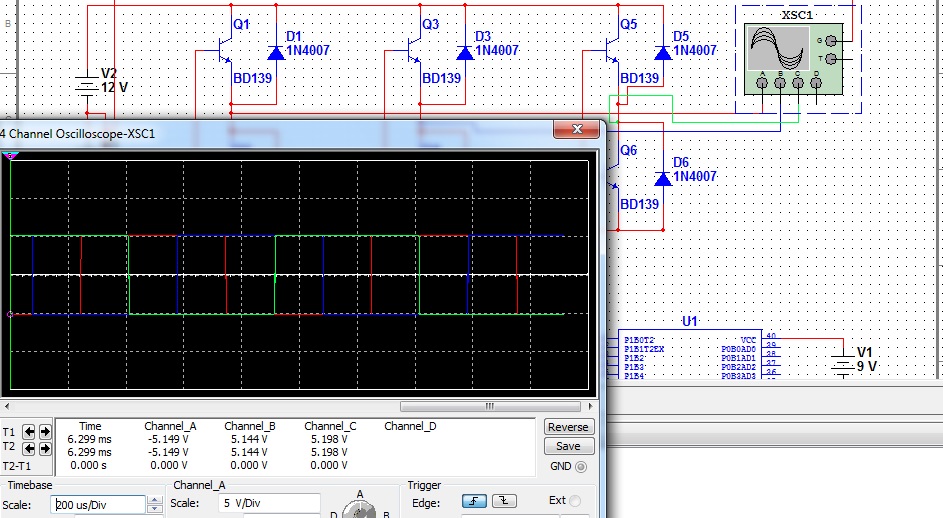 XSC1
Q1
Q3
Q5
D1
1N4007
D3
1N4007
D5
1N4007
G
T
A B C D
V2
12 V
BD139
BD139
BD139
4 Channel Oscilloscope-XSC1
Q6
D6
1N4007
BD139
U1
P1B0T2
P1B1T2EX
P1B2
P1B3
P1B4
VCC
P0B0AD0
P0B1AD1
P0B2AD2
P0B3AD3
40
39
38
37
36
V1
9 V
T1
T2
T2-T1
Time Channel_A Channel_B Channel_C Channel_D
6.299 ms -5.149 V 5.144 V 5.198 V
6.299 ms -5.149 V 5.144 V 5.198 V
0.000 s 0.000 V 0.000 V 0.000 V
Reverse
Save
GND
Timebase
Scale: 200 us/Div
Channel_A
Scale: 5 V/Div
A
D B
Trigger
Edge:
Ext